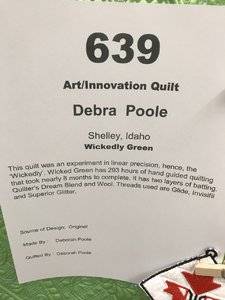 639
Art/Innovation Quilt
Debra Poole
Shelley, Idaho
Wickedly Green
This quilt was an experiment in linear precision, hence, the
'Wickedly'. Wicked Green has 293 hours of hand guided quilting
that took nearly 8 months to complete. It has two layers of batting,
Quilter's Dream Blend and Wool. Threads used are Glide, Invisifil
and Superior Glitter.
Source of Design: Original
Made By: Deborah Poole
Quilted By: Deborah Poole